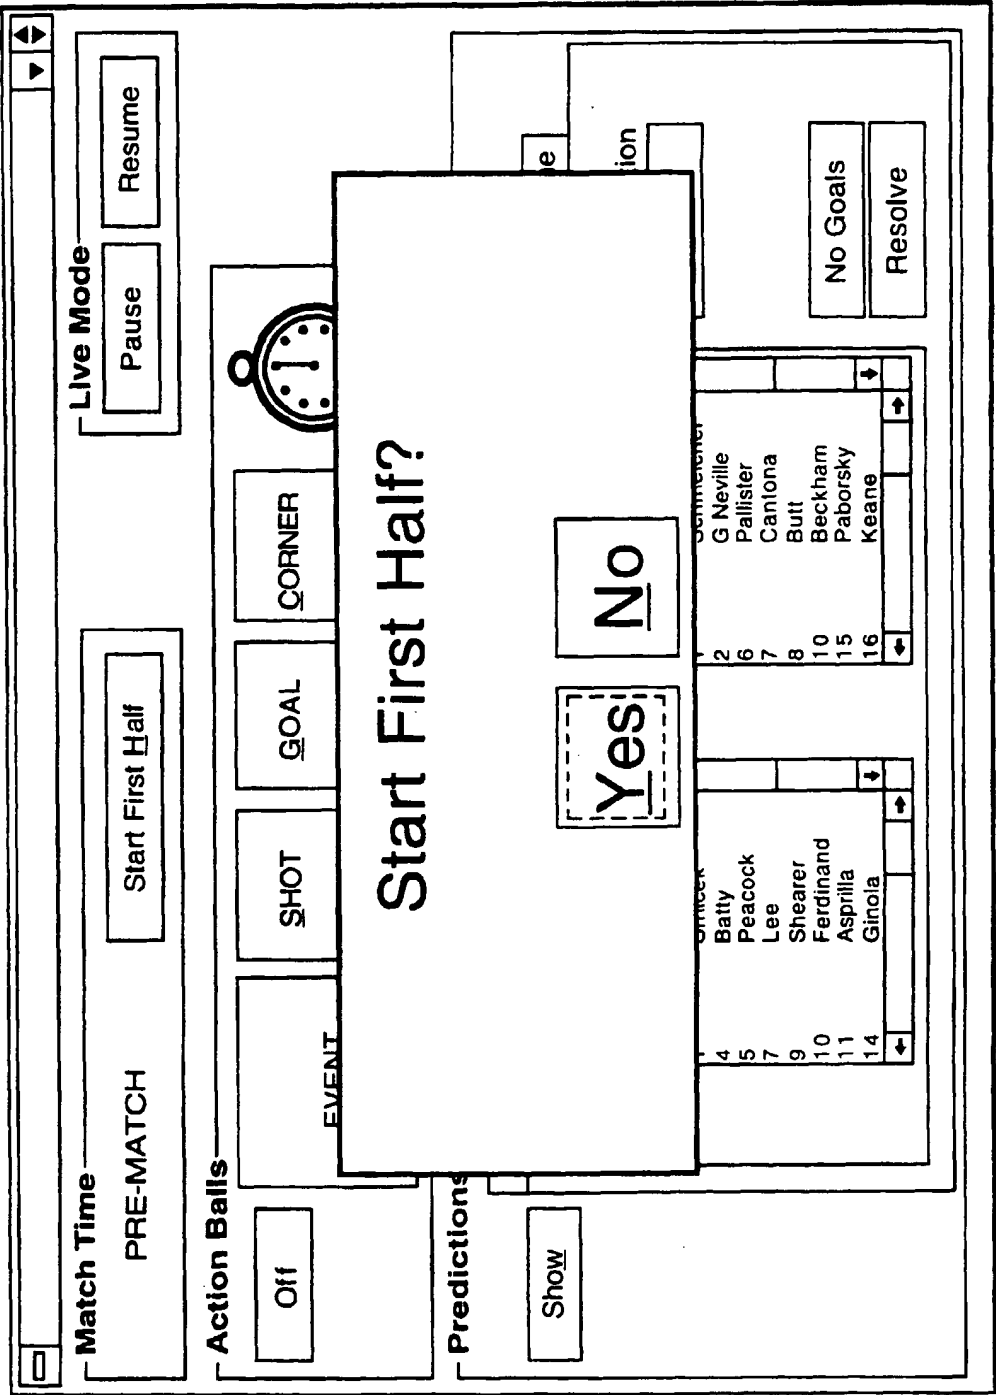 Match Time
PRE-MATCH
Start First Half
Live Mode
Pause
Resume
Action Balls
Off
EVENT
SHOT
GOAL
CORNER
Start First Half?
Yes
No
Predictions
Show
4 Batty
5 Peacock
7 Lee
9 Shearer
10 Ferdinand
11 Asprilla
14 Ginola
2 G Neville
6 Pallister
7 Cantona
8 Butt
10 Beckham
15 Paborsky
16 Keane
No Goals
Resolve